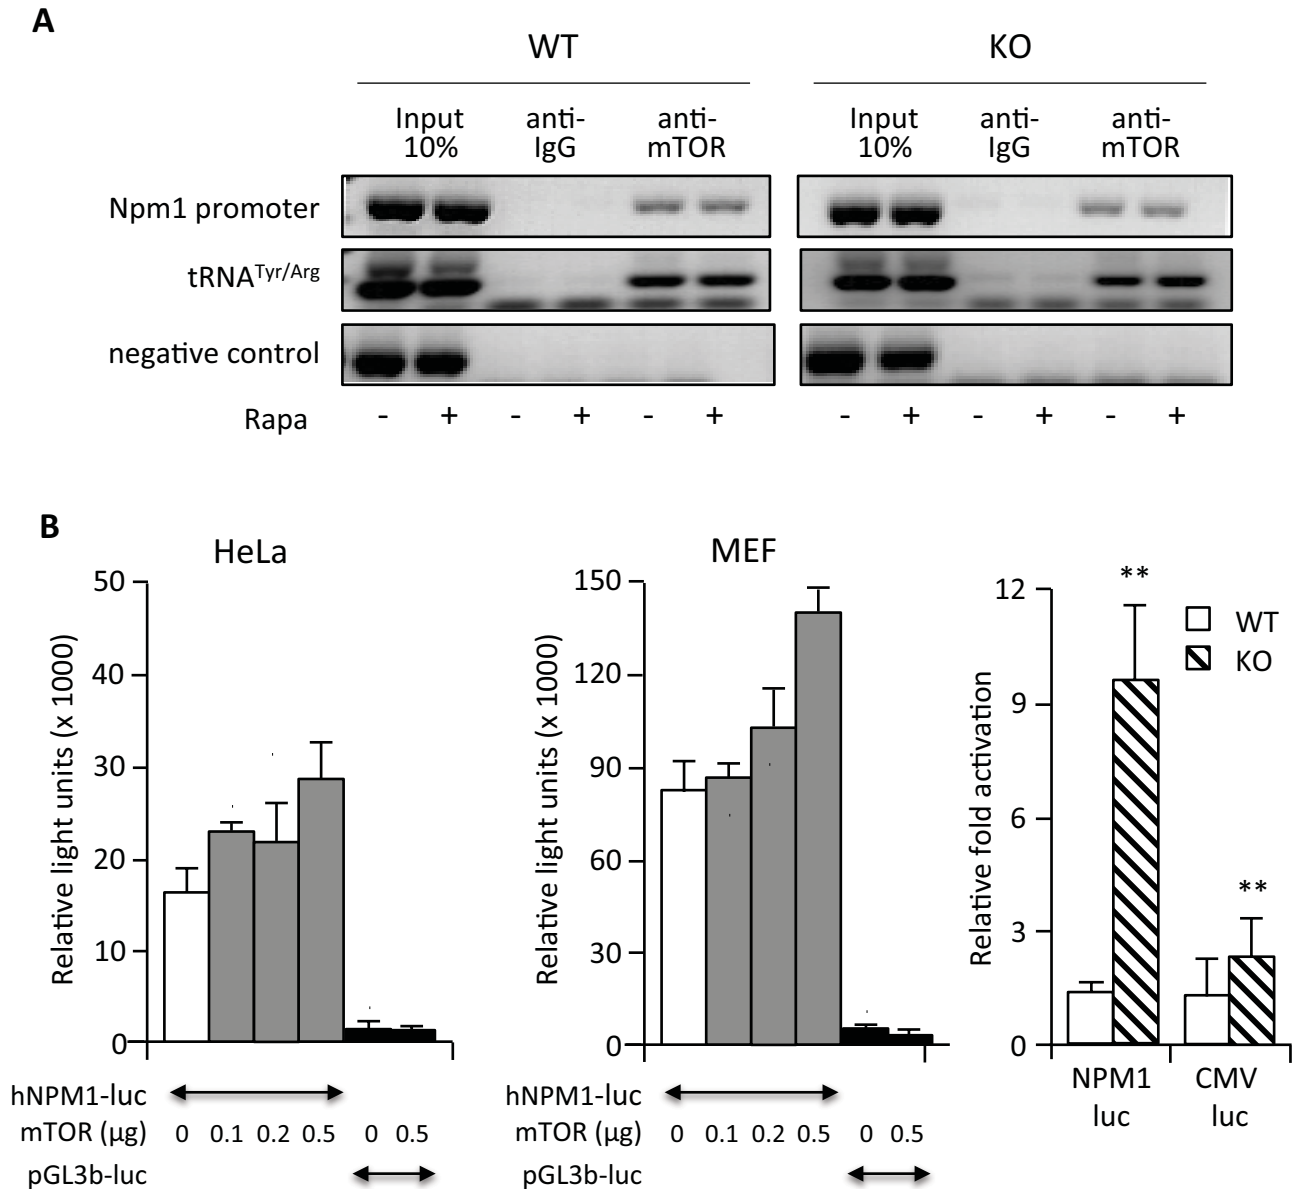 A
WT KO
Input 10% anti-IgG anti-mTOR Input 10% anti-IgG anti-mTOR
Npm1 promoter
tRNATyr/Arg
negative control
Rapa - + - + - + - + - + - +
B
HeLa
50
40
30
20
10
0
Relative light units (x 1000)
hNPM1-luc
mTOR (µg) 0 0.1 0.2 0.5 0 0.5
pGL3b-luc
MEF
150
120
90
60
30
0
Relative light units (x 1000)
hNPM1-luc
mTOR (µg) 0 0.1 0.2 0.5 0 0.5
pGL3b-luc
12
9
6
3
0
Relative fold activation
**
**
WT
KO
NPM1 CMV
luc luc